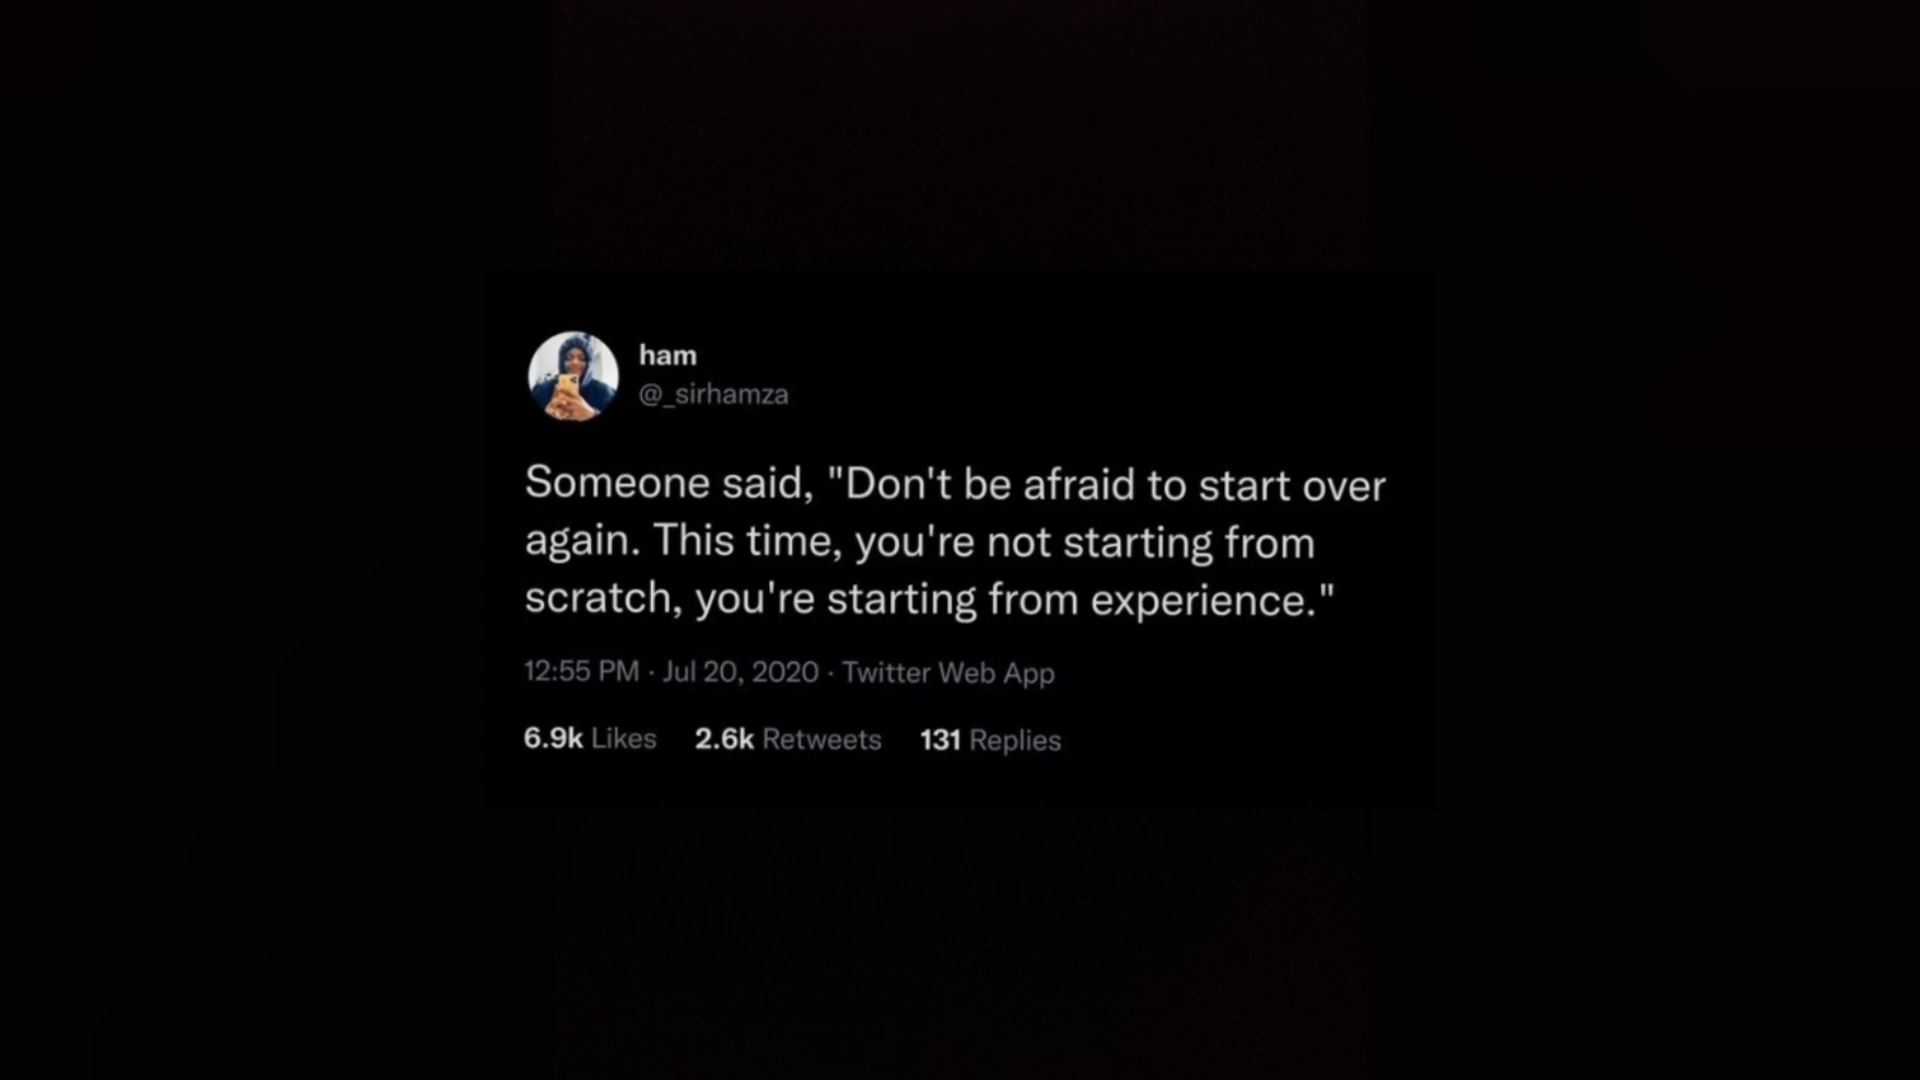 ham
@_sirhamza
Someone said, "Don't be afraid to start over
again. This time, you're not starting from
scratch, you're starting from experience."
12:55 PM · Jul 20, 2020 · Twitter Web App
6.9k Likes 2.6k Retweets 131 Replies